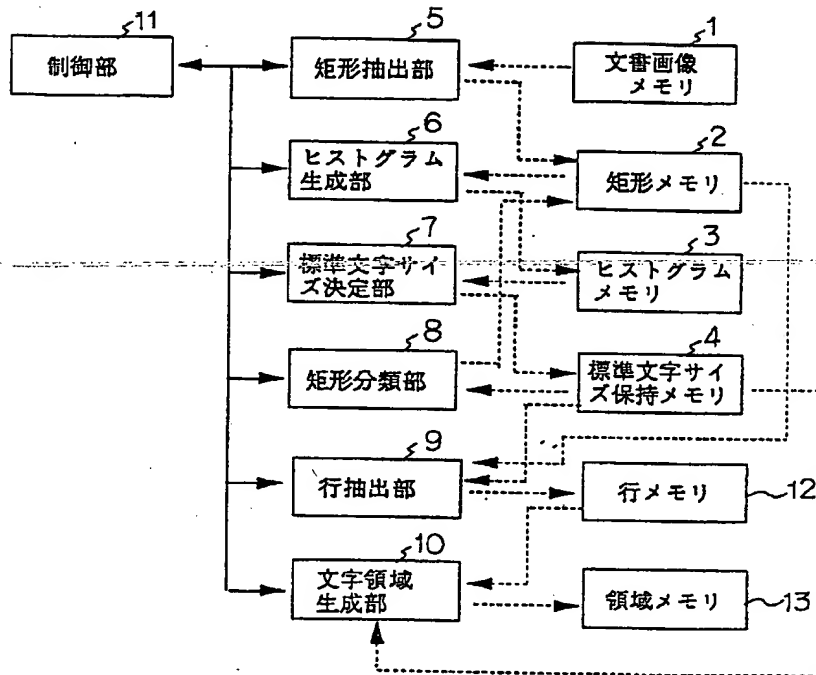 11
制御部
5
矩形抽出部
1
文書画像
メモリ
6
ヒストグラム
生成部
2
矩形メモリ
7
標準文字サイ
ズ決定部
3
ヒストグラム
メモリ
8
矩形分類部
4
標準文字サイ
ズ保持メモリ
9
行抽出部
行メモリ
12
10
文字領域
生成部
領域メモリ
13